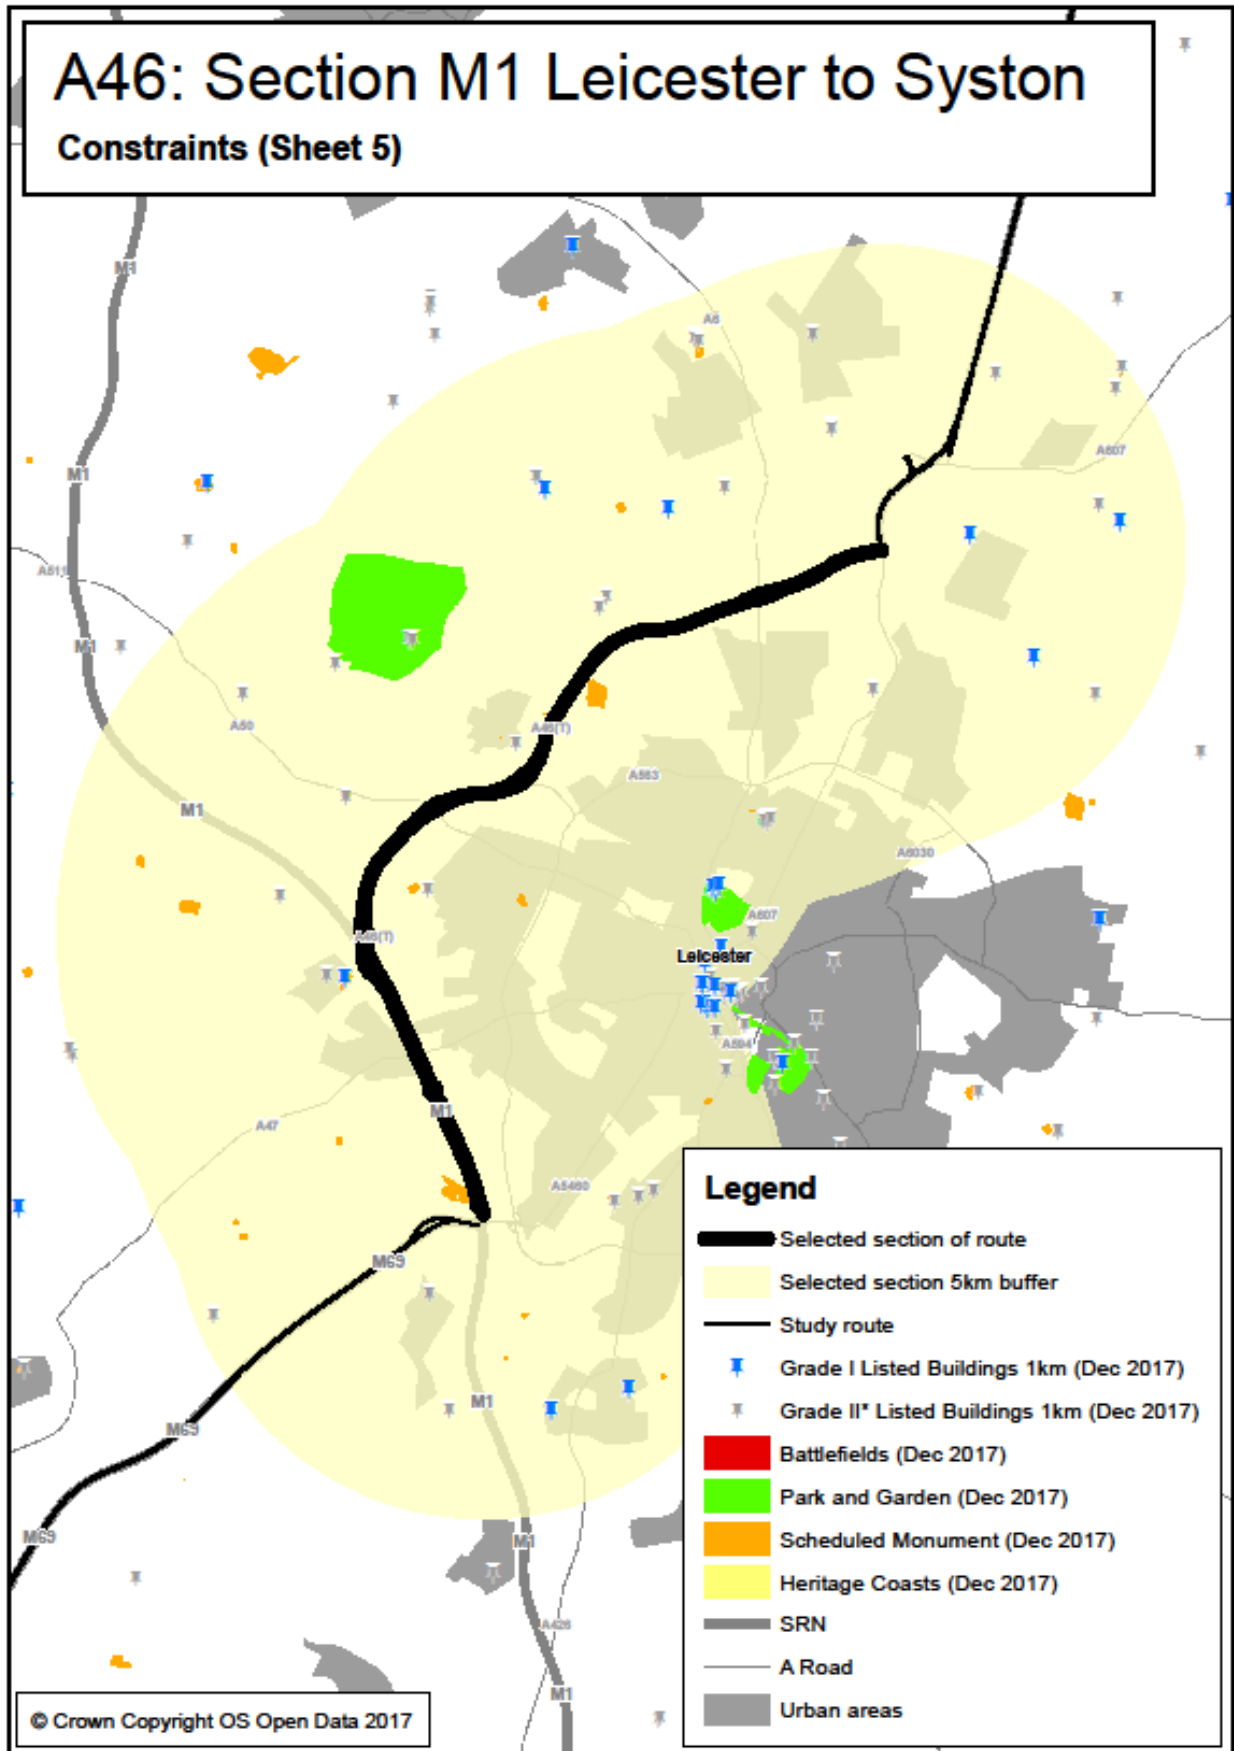 A46: Section M1 Leicester to Syston
Constraints (Sheet 5)
M1
A6
M1
A607
A511
M1
A50
A46(T)
A563
M1
A6030
A607
A46(T)
Leicester
A594
M1
A47
A5460
M69
M1
M69
M69
M1
A426
M1
Legend
Selected section of route
Selected section 5km buffer
Study route
Grade I Listed Buildings 1km (Dec 2017)
Grade II* Listed Buildings 1km (Dec 2017)
Battlefields (Dec 2017)
Park and Garden (Dec 2017)
Scheduled Monument (Dec 2017)
Heritage Coasts (Dec 2017)
SRN
A Road
Urban areas
© Crown Copyright OS Open Data 2017